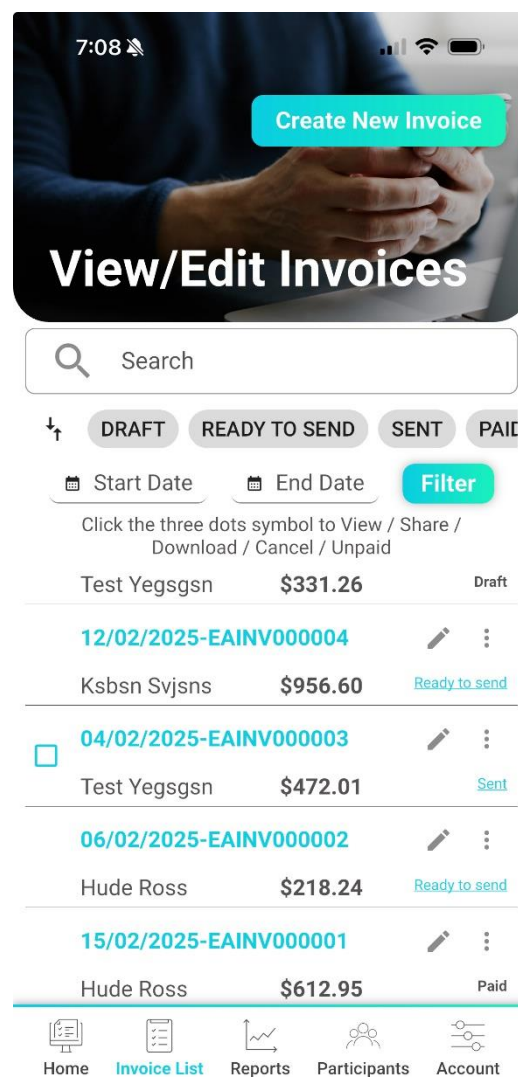 7:08
Create New Invoice
View/Edit Invoices
Search
DRAFT READY TO SEND SENT PAID
Start Date End Date Filter
Click the three dots symbol to View / Share /
Download / Cancel / Unpaid
Test Yegsgsn $331.26 Draft
12/02/2025-EAINV000004
Ksbsn Svjsns $956.60 Ready to send
04/02/2025-EAINV000003
Test Yegsgsn $472.01 Sent
06/02/2025-EAINV000002
Hude Ross $218.24 Ready to send
15/02/2025-EAINV000001
Hude Ross $612.95 Paid
Home Invoice List Reports Participants Account